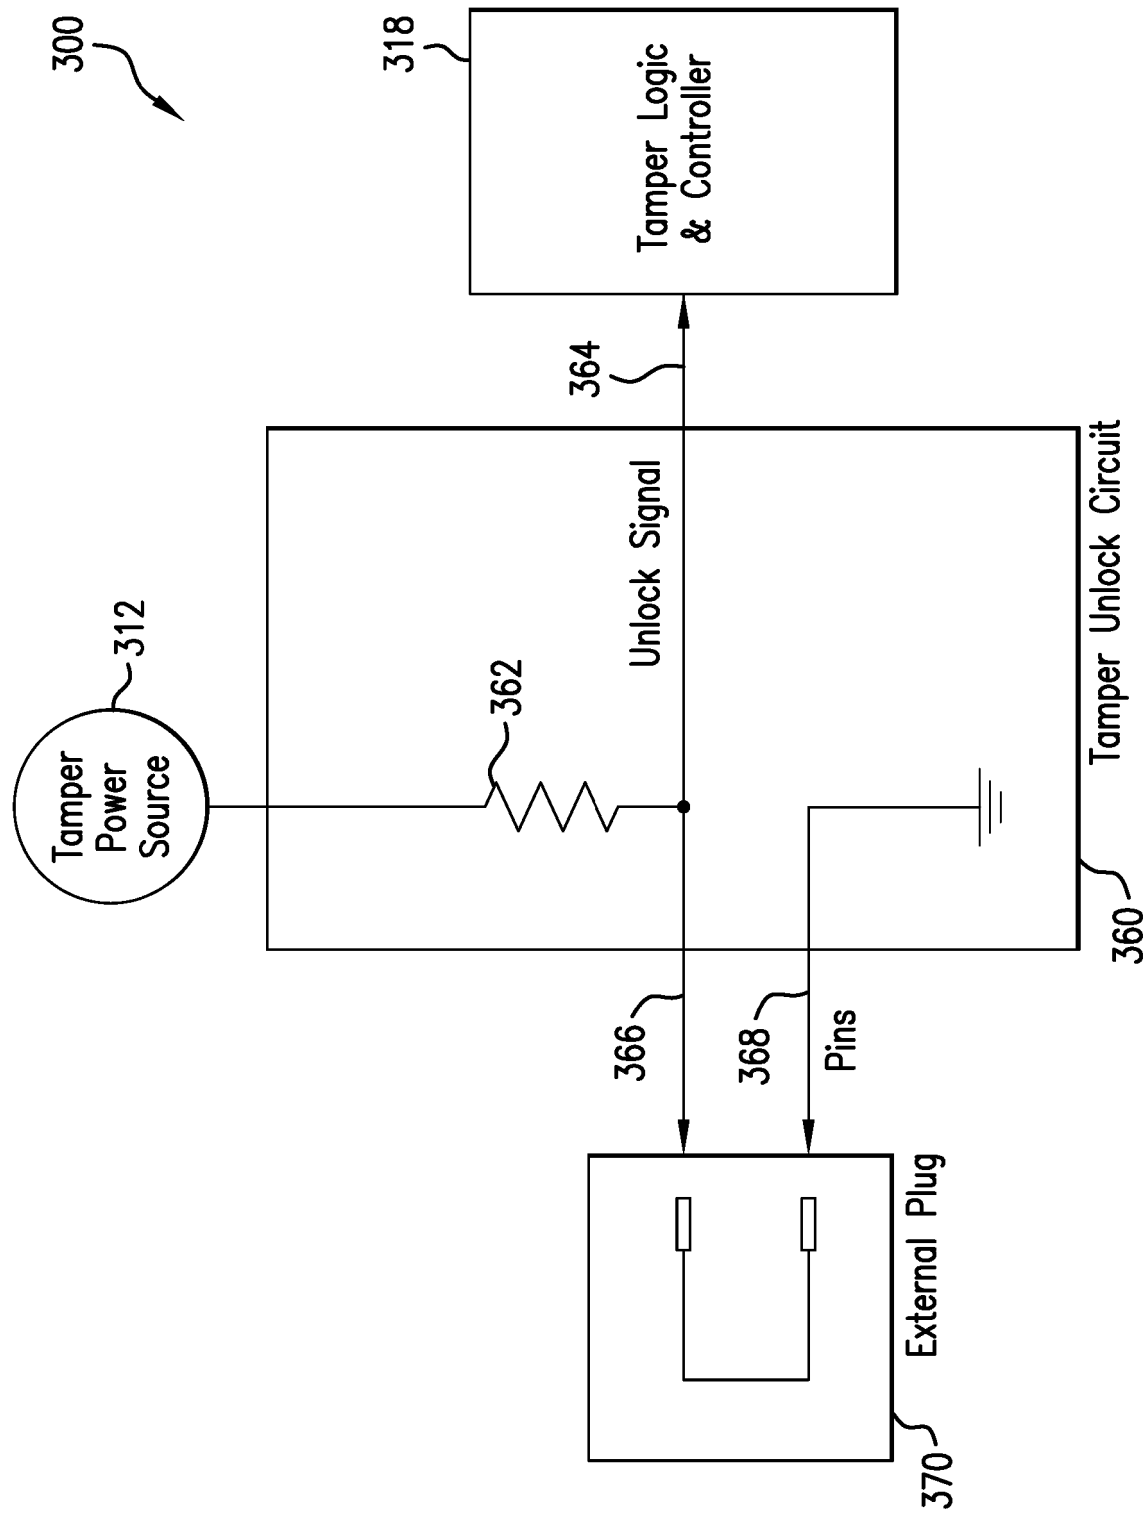 300
318
Tamper Logic
& Controller
364
312
Tamper
Power
Source
362
Unlock Signal
Tamper Unlock Circuit
360
366
368
Pins
External Plug
370